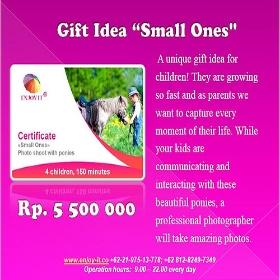 Gift Idea “Small Ones"
A unique gift idea for
children! They are growing
so fast and as parents we
want to capture every
moment of their life. While
your kids are
communicating and
interacting with these
beautiful ponies, a
professional photographer
will take amazing photos.
ENJOY IT ®
Certificate
«Small Ones»
Photo shoot with ponies
4 children, 150 minutes
Rp. 5 500 000
www.enjoy-it.co +62-21-975-13-778; +62 812-8249-7349
Operation hours: 9.00 – 22.00 every day